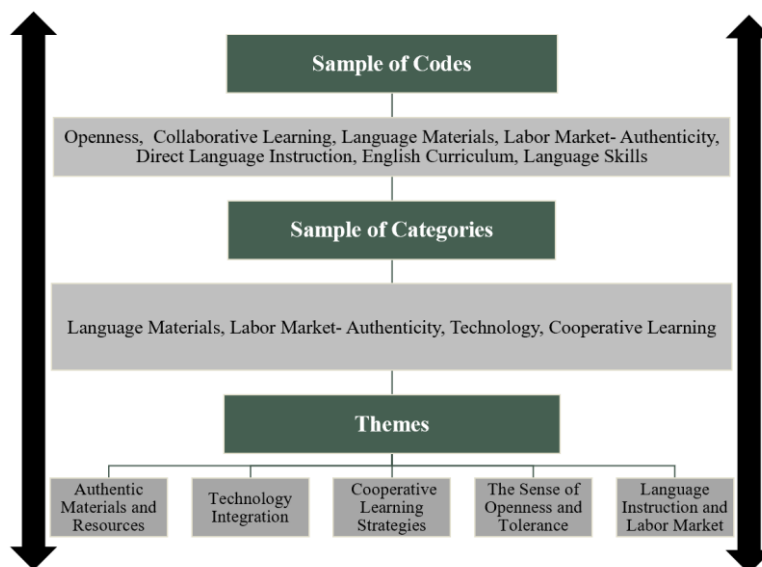 Sample of Codes
Openness, Collaborative Learning, Language Materials, Labor Market- Authenticity,
Direct Language Instruction, English Curriculum, Language Skills
Sample of Categories
Language Materials, Labor Market- Authenticity, Technology, Cooperative Learning
Themes
Authentic
Materials and
Resources
Technology
Integration
Cooperative
Learning
Strategies
The Sense of
Openness and
Tolerance
Language
Instruction and
Labor Market